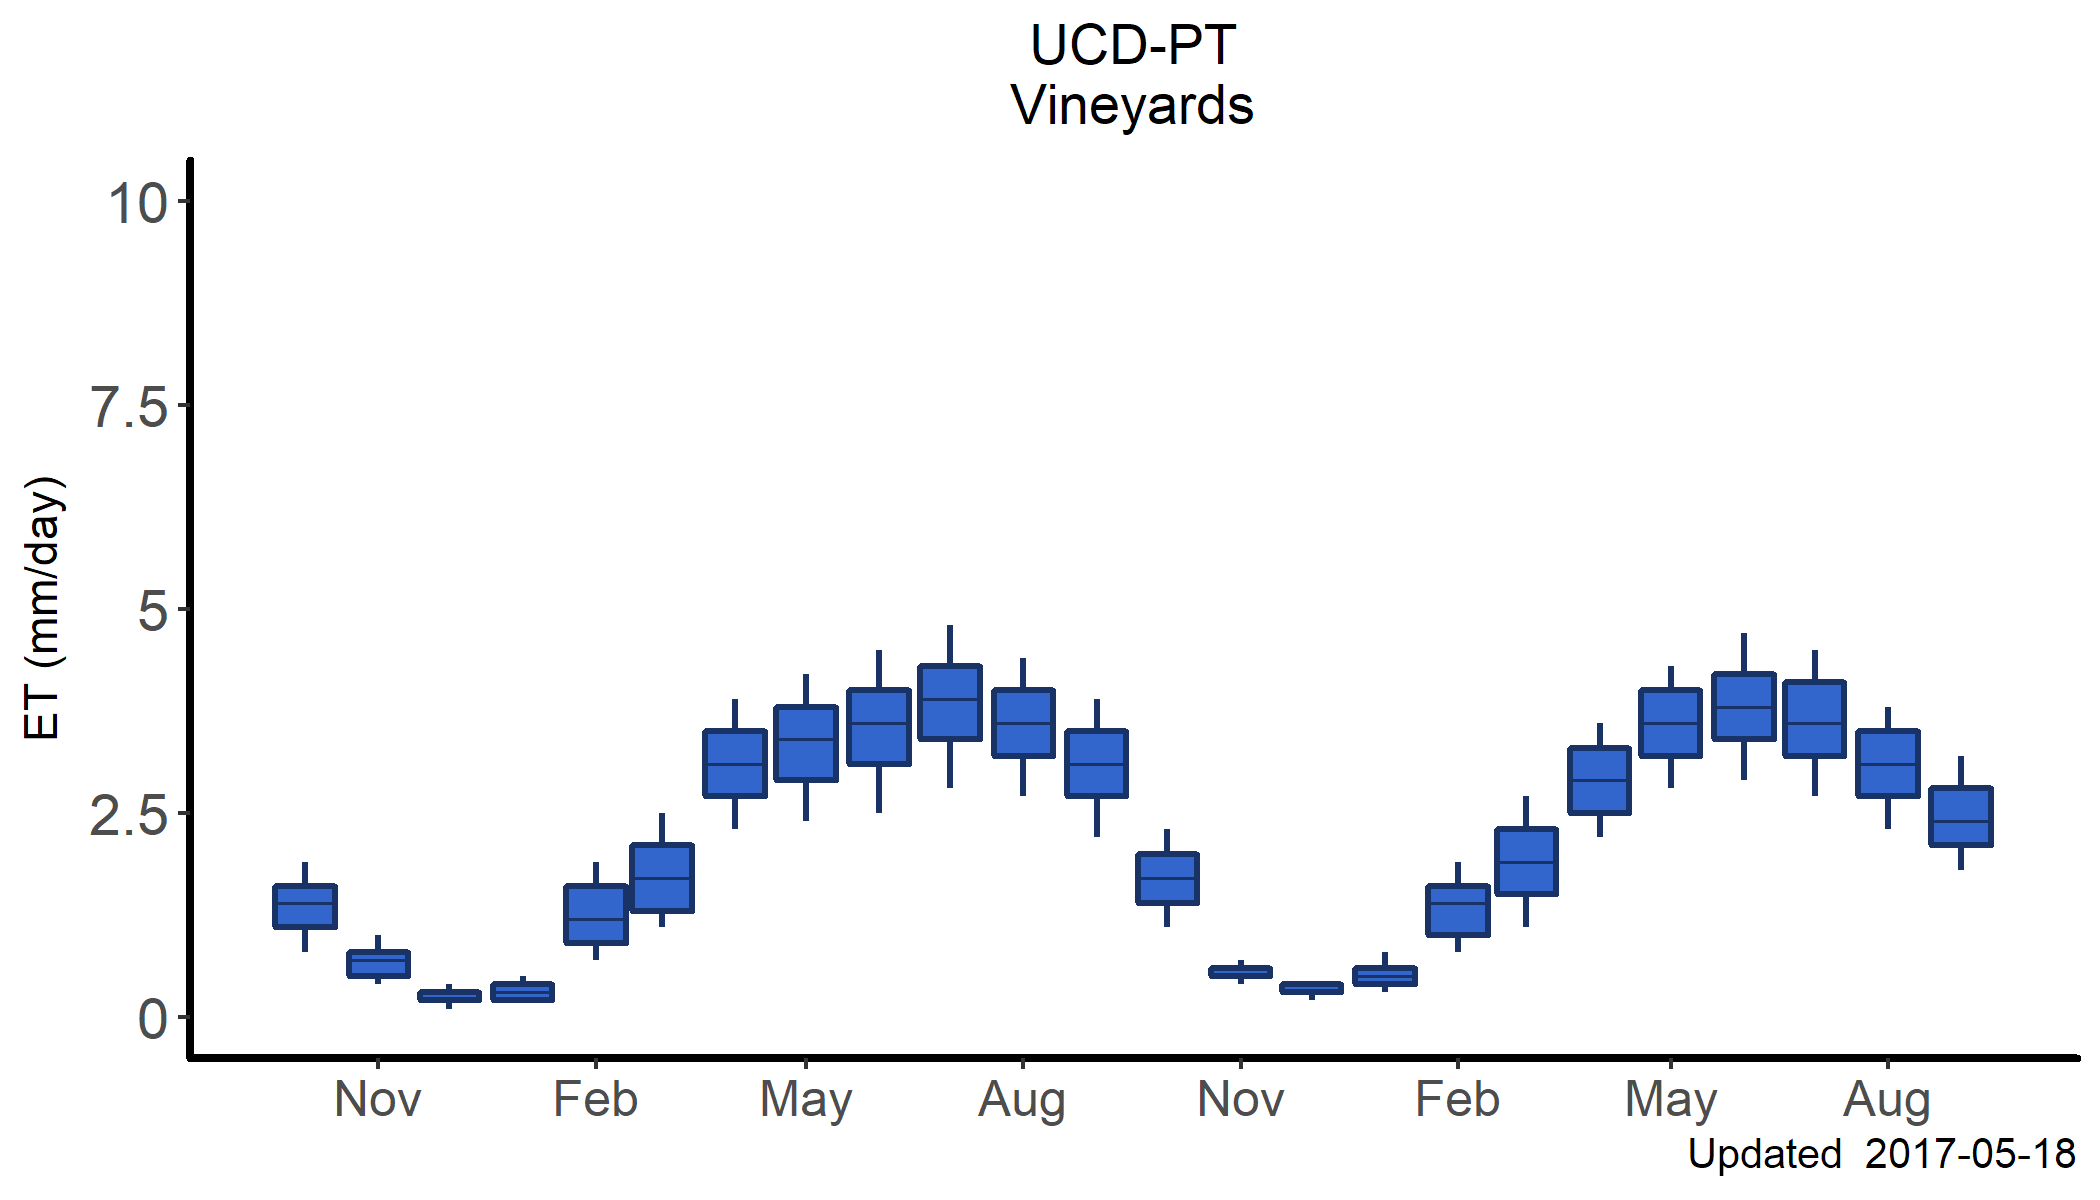 UCD-PT
Vineyards
ET (mm/day)
10
7.5
5
2.5
0
Nov Feb May Aug Nov Feb May Aug
Updated 2017-05-18